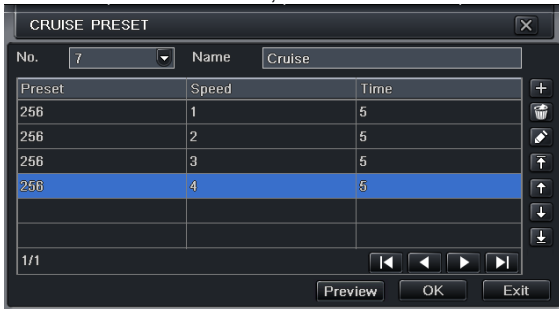 CRUISE PRESET
No. 7 Name Cruise
Preset Speed Time
256 1 5
256 2 5
256 3 5
256 4 5
1/1
Preview OK Exit